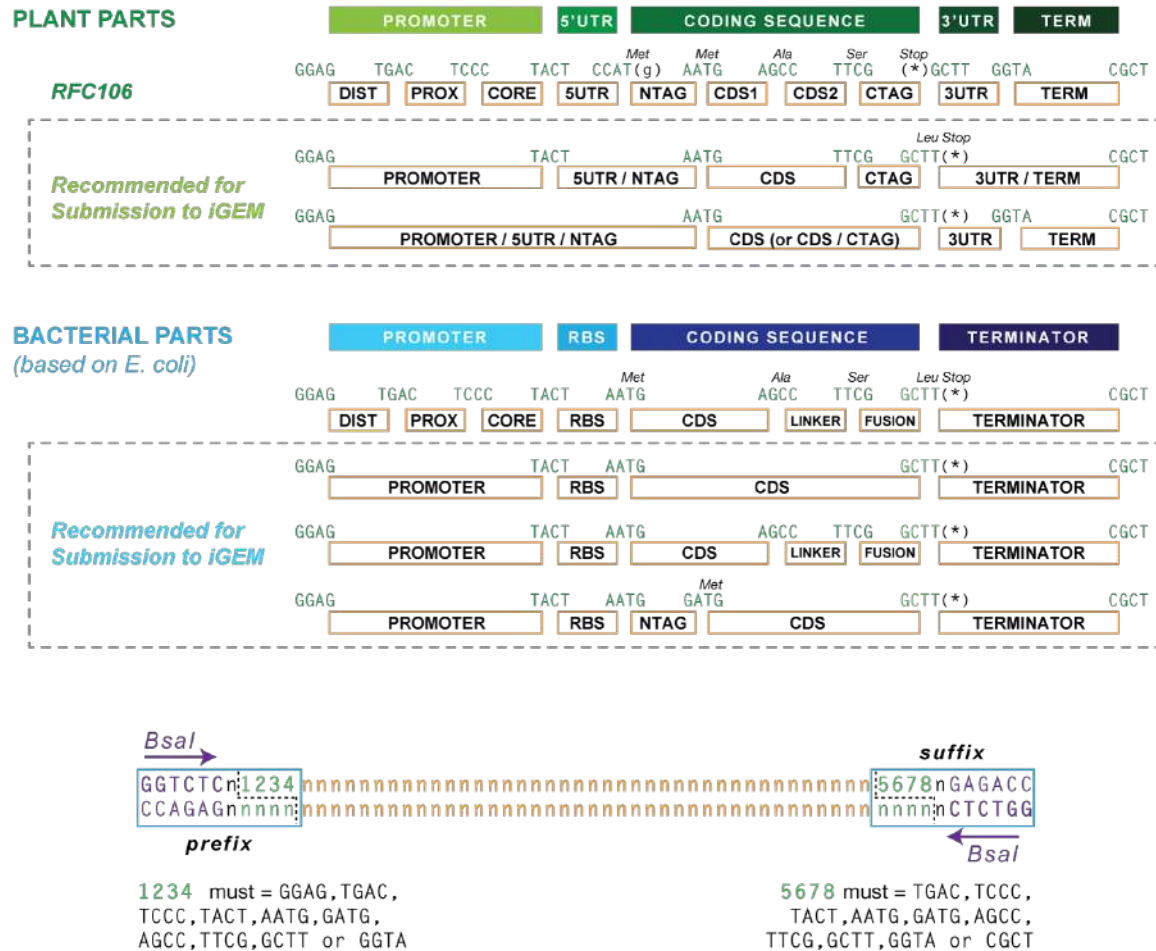 PLANT PARTS PROMOTER 5'UTR CODING SEQUENCE 3'UTR TERM
Met Met Ala Ser Stop
GGAG TGAC TCCC TACT CCAT(g) AATG AGCC TTCG (*)GCTT GGTA CGCT
RFC106 DIST PROX CORE 5UTR NTAG CDS1 CDS2 CTAG 3UTR TERM
Leu Stop
GGAG TACT AATG TTCG GCTT(*) CGCT
PROMOTER 5UTR / NTAG CDS CTAG 3UTR / TERM
Recommended for
Submission to iGEM
GGAG AATG GCTT(*) GGTA CGCT
PROMOTER / 5UTR / NTAG CDS (or CDS / CTAG) 3UTR TERM
BACTERIAL PARTS PROMOTER RBS CODING SEQUENCE TERMINATOR
(based on E. coli)
Met Ala Ser Leu Stop
GGAG TGAC TCCC TACT AATG AGCC TTCG GCTT(*) CGCT
DIST PROX CORE RBS CDS LINKER FUSION TERMINATOR
GGAG TACT AATG GCTT(*) CGCT
PROMOTER RBS CDS TERMINATOR
Recommended for
Submission to iGEM
GGAG TACT AATG AGCC TTCG GCTT(*) CGCT
PROMOTER RBS CDS LINKER FUSION TERMINATOR
Met
GGAG TACT AATG GATG GCTT(*) CGCT
PROMOTER RBS NTAG CDS TERMINATOR
BsaI
suffix
GGTCTCn1234nnnnnnnnnnnnnnnnnnnnnnnnnnnnnnnn5678nGAGACC
CCAGAGnnnnnnnnnnnnnnnnnnnnnnnnnnnnnnnnnnnnnnnnnCTCTGG
prefix
BsaI
1234 must = GGAG,TGAC,
TCCC,TACT,AATG,GATG,
AGCC,TTCG,GCTT or GGTA
5678 must = TGAC,TCCC,
TACT,AATG,GATG,AGCC,
TTCG,GCTT,GGTA or CGCT